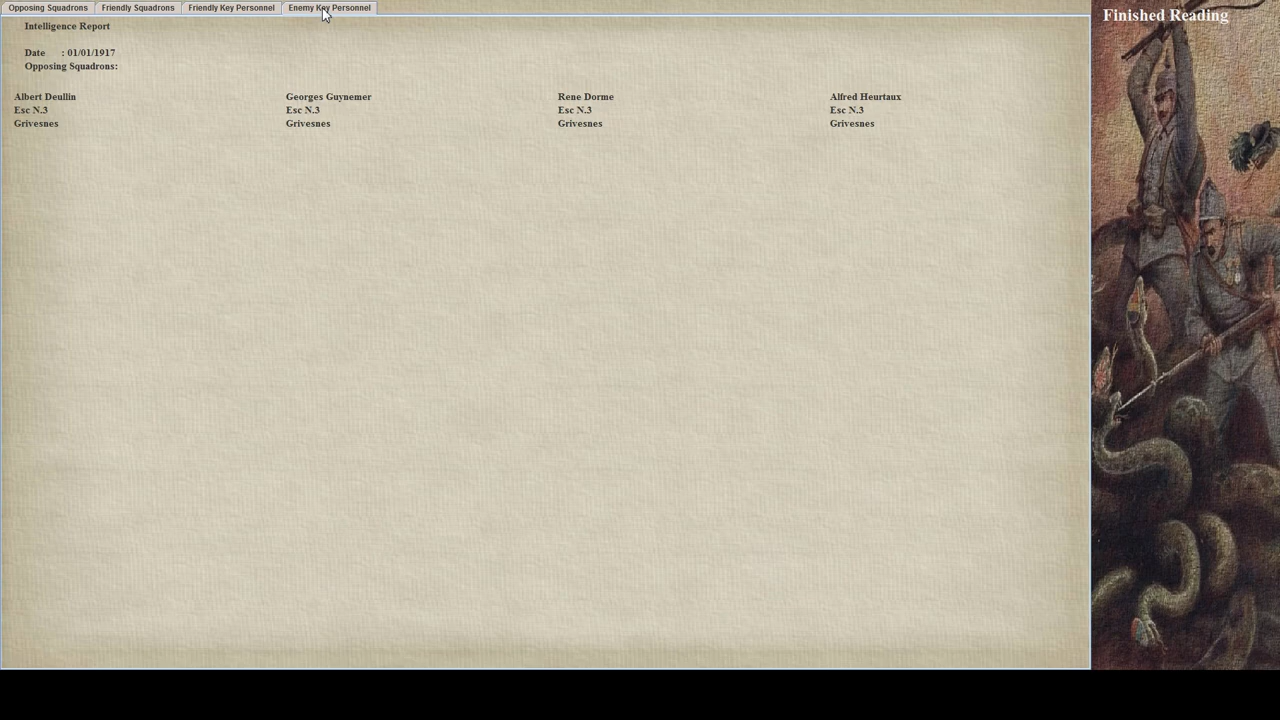 Opposing Squadrons Friendly Squadrons Friendly Key Personnel Enemy Key Personnel
Finished Reading
Intelligence Report
Date : 01/01/1917
Opposing Squadrons:
Albert Deullin Georges Guynemer Rene Dorme Alfred Heurtaux
Esc N.3 Esc N.3 Esc N.3 Esc N.3
Grivesnes Grivesnes Grivesnes Grivesnes